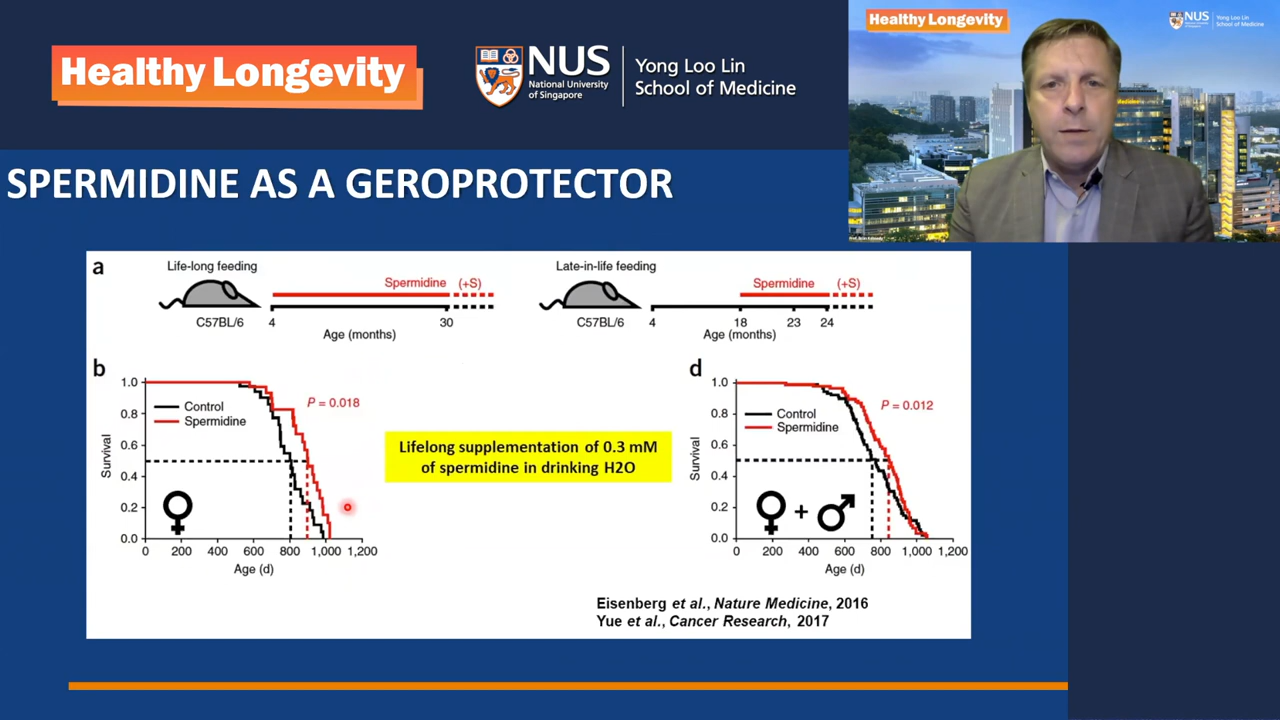 Healthy Longevity
NUS
National University
of Singapore
Yong Loo Lin
School of Medicine
Healthy Longevity
NUS
Yong Loo Lin
School of Medicine
SPERMIDINE AS A GEROPROTECTOR
a
Life-long feeding
Spermidine (+S)
C57BL/6
4
30
Age (months)
Late-in-life feeding
Spermidine (+S)
C57BL/6
4
18
23
24
Age (months)
b
1.0
0.8
0.6
0.4
0.2
0.0
Survival
Control
Spermidine
P = 0.018
0
200
400
600
800
1,000
1,200
Age (d)
Lifelong supplementation of 0.3 mM
of spermidine in drinking H2O
d
1.0
0.8
0.6
0.4
0.2
0.0
Survival
Control
Spermidine
P = 0.012
+
0
200
400
600
800
1,000
1,200
Age (d)
Eisenberg et al., Nature Medicine, 2016
Yue et al., Cancer Research, 2017